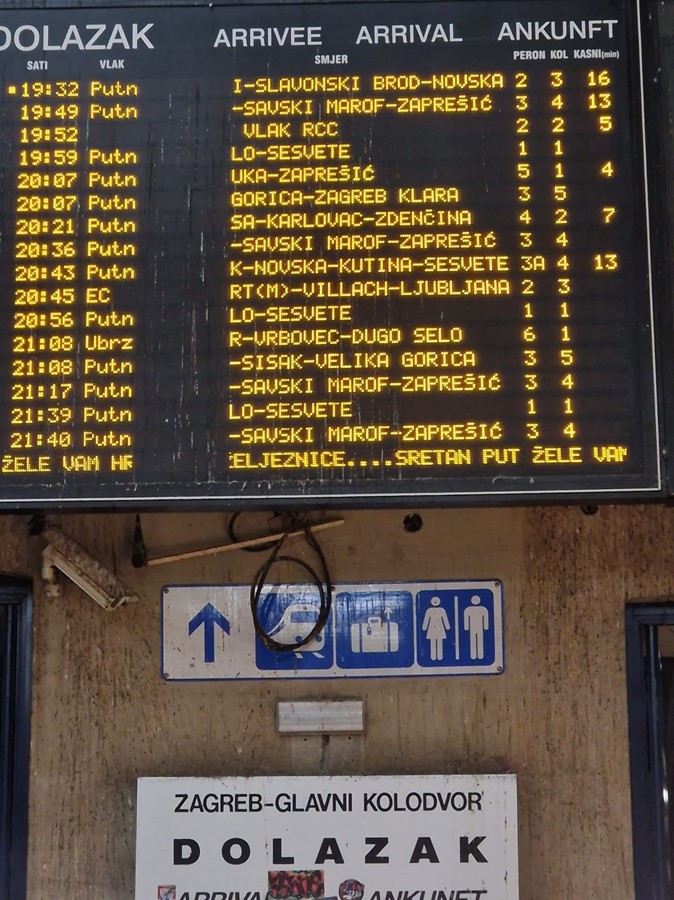 DOLAZAK ARRIVEE ARRIVAL ANKUNFT
SATI VLAK SMJER PERON KOL KASNI(min)
19:32 Putn I-SLAVONSKI BROD-NOVSKA 2 3 16
19:49 Putn -SAVSKI MAROF-ZAPREŠIĆ 3 4 13
19:52 VLAK RCC 2 2 5
19:59 Putn LO-SESVETE 1 1
20:07 Putn UKA-ZAPREŠIĆ 5 1 4
20:07 Putn GORICA-ZAGREB KLARA 3 5
20:21 Putn SA-KARLOVAC-ZDENČINA 4 2 7
20:36 Putn -SAVSKI MAROF-ZAPREŠIĆ 3 4
20:43 Putn K-NOVSKA-KUTINA-SESVETE 3A 4 13
20:45 EC RT(M)-VILLACH-LJUBLJANA 2 3
20:56 Putn LO-SESVETE 1 1
21:08 Ubrz R-VRBOVEC-DUGO SELO 6 1
21:08 Putn -SISAK-VELIKA GORICA 3 5
21:17 Putn -SAVSKI MAROF-ZAPREŠIĆ 3 4
21:39 Putn LO-SESVETE 1 1
21:40 Putn -SAVSKI MAROF-ZAPREŠIĆ 3 4
ŽELE VAM HR ELJEZNICE....SRETAN PUT ŽELE VAM
ZAGREB-GLAVNI KOLODVOR
DOLAZAK
ARRIVA ANKUNFT